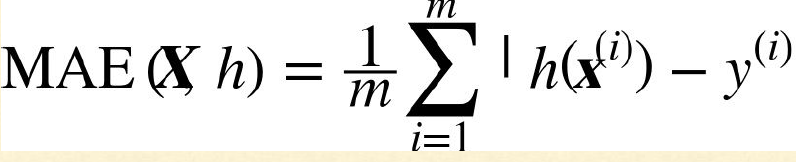 MAE (X, h) = 1/m ∑_{i=1}^{m} | h(x^{(i)}) − y^{(i)}